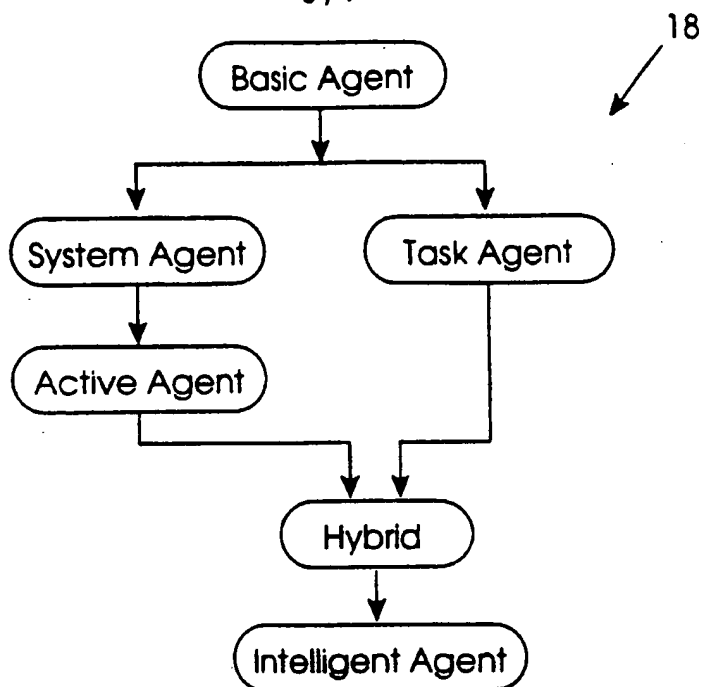 18
Basic Agent
System Agent
Task Agent
Active Agent
Hybrid
Intelligent Agent